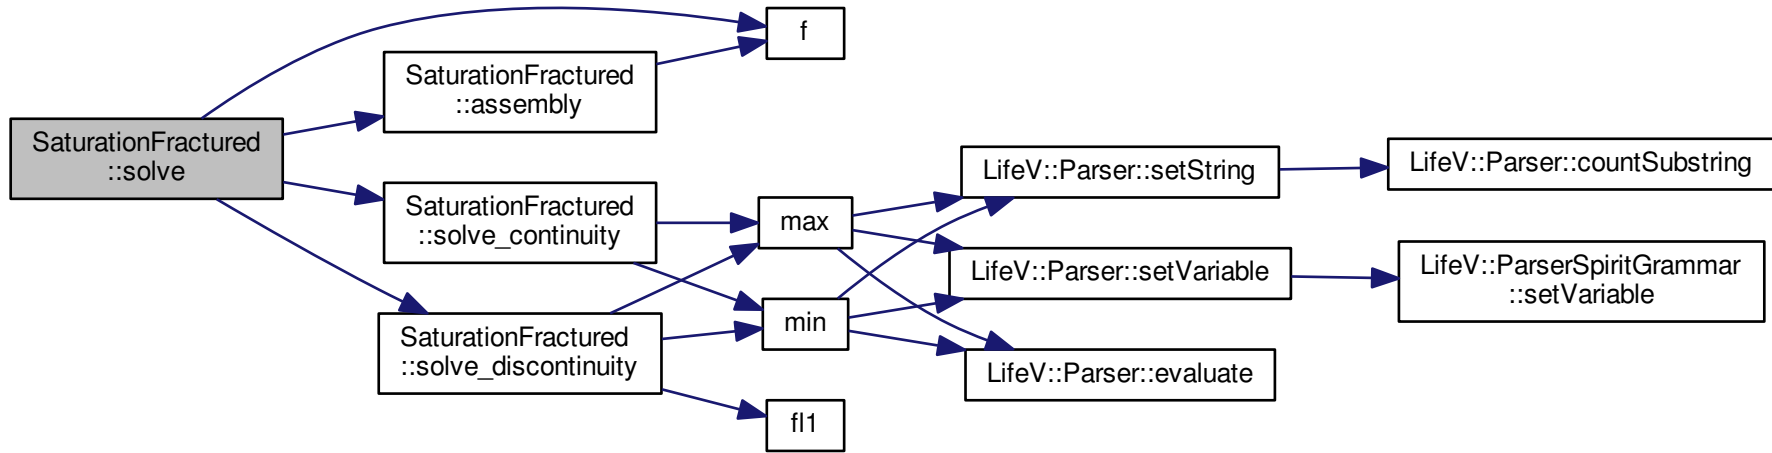 SaturationFractured
::solve
f
SaturationFractured
::assembly
SaturationFractured
::solve_continuity
SaturationFractured
::solve_discontinuity
max
min
fl1
LifeV::Parser::setString
LifeV::Parser::setVariable
LifeV::Parser::evaluate
LifeV::Parser::countSubstring
LifeV::ParserSpiritGrammar
::setVariable